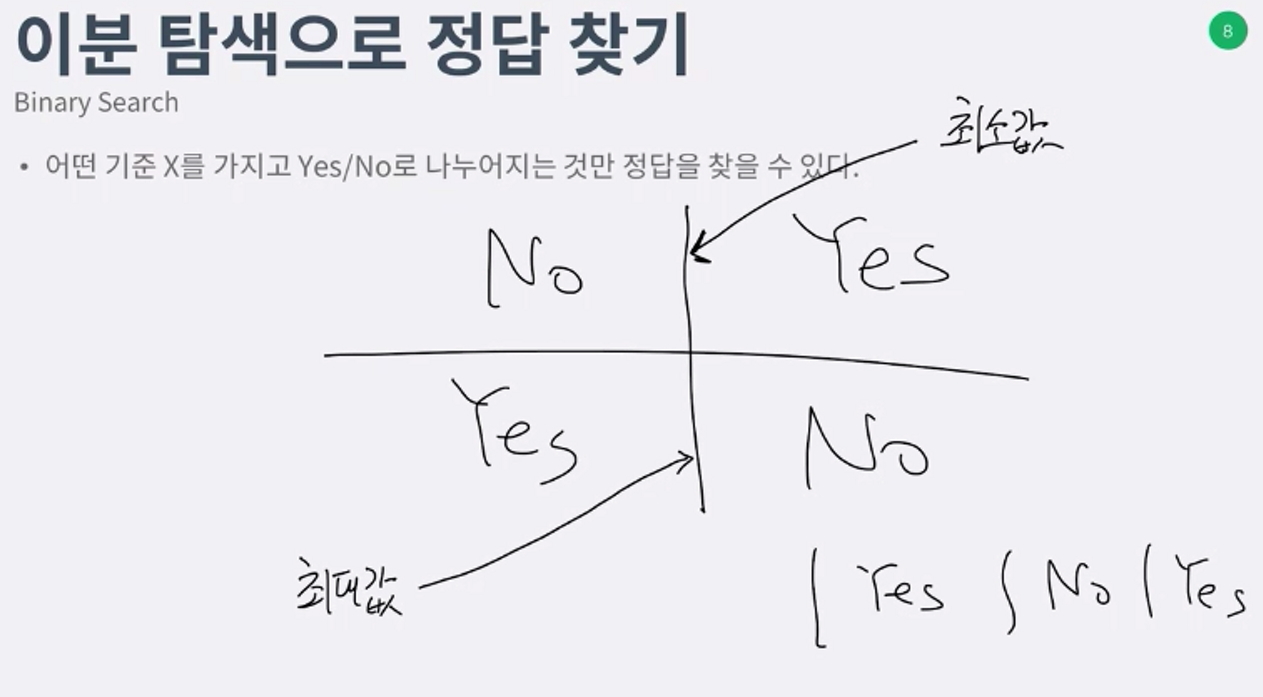 이분 탐색으로 정답 찾기
8
Binary Search
• 어떤 기준 X를 가지고 Yes/No로 나누어지는 것만 정답을 찾을 수 있다.
최소값
No Yes
Yes No
최대값
| Yes | No | Yes